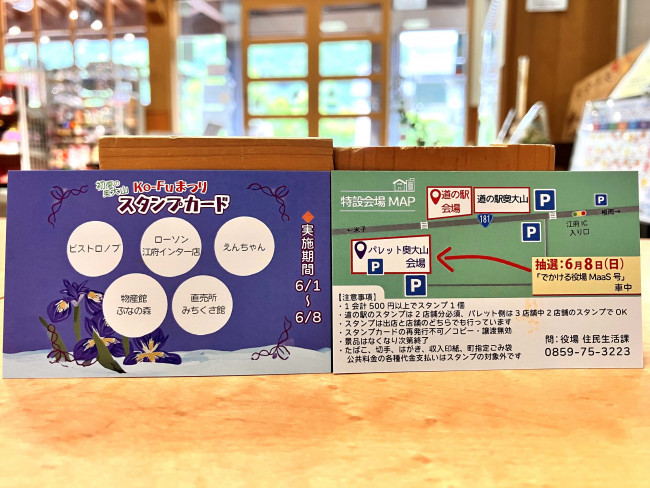 初夏の奥大山 Ko-Fuまつり
スタンプカード
ビストロノブ
ローソン
江府インター店
えんちゃん
物産館
ぶなの森
直売所
みちくさ館
◆実施期間
6/1
～
6/8
特設会場 MAP
道の駅
会場
道の駅奥大山
P
P
181
←米子
江府 IC
入り口
P
パレット奥大山
会場
P
P
抽選：6月8日(日)
「でかける役場 MaaS 号」
車中
【注意事項】
・1 会計 500 円以上でスタンプ 1 個
・道の駅のスタンプは 2 店舗分必須、パレット側は 3 店舗中 2 店舗のスタンプで OK
・スタンプは出店と店舗のどちらでも行っています
・スタンプカードの再発行不可／コピー・譲渡無効
・景品はなくなり次第終了
・たばこ、切手、はがき、収入印紙、町指定ごみ袋
公共料金の各種代金支払いはスタンプの対象外です
問：役場 住民生活課
0859-75-3223